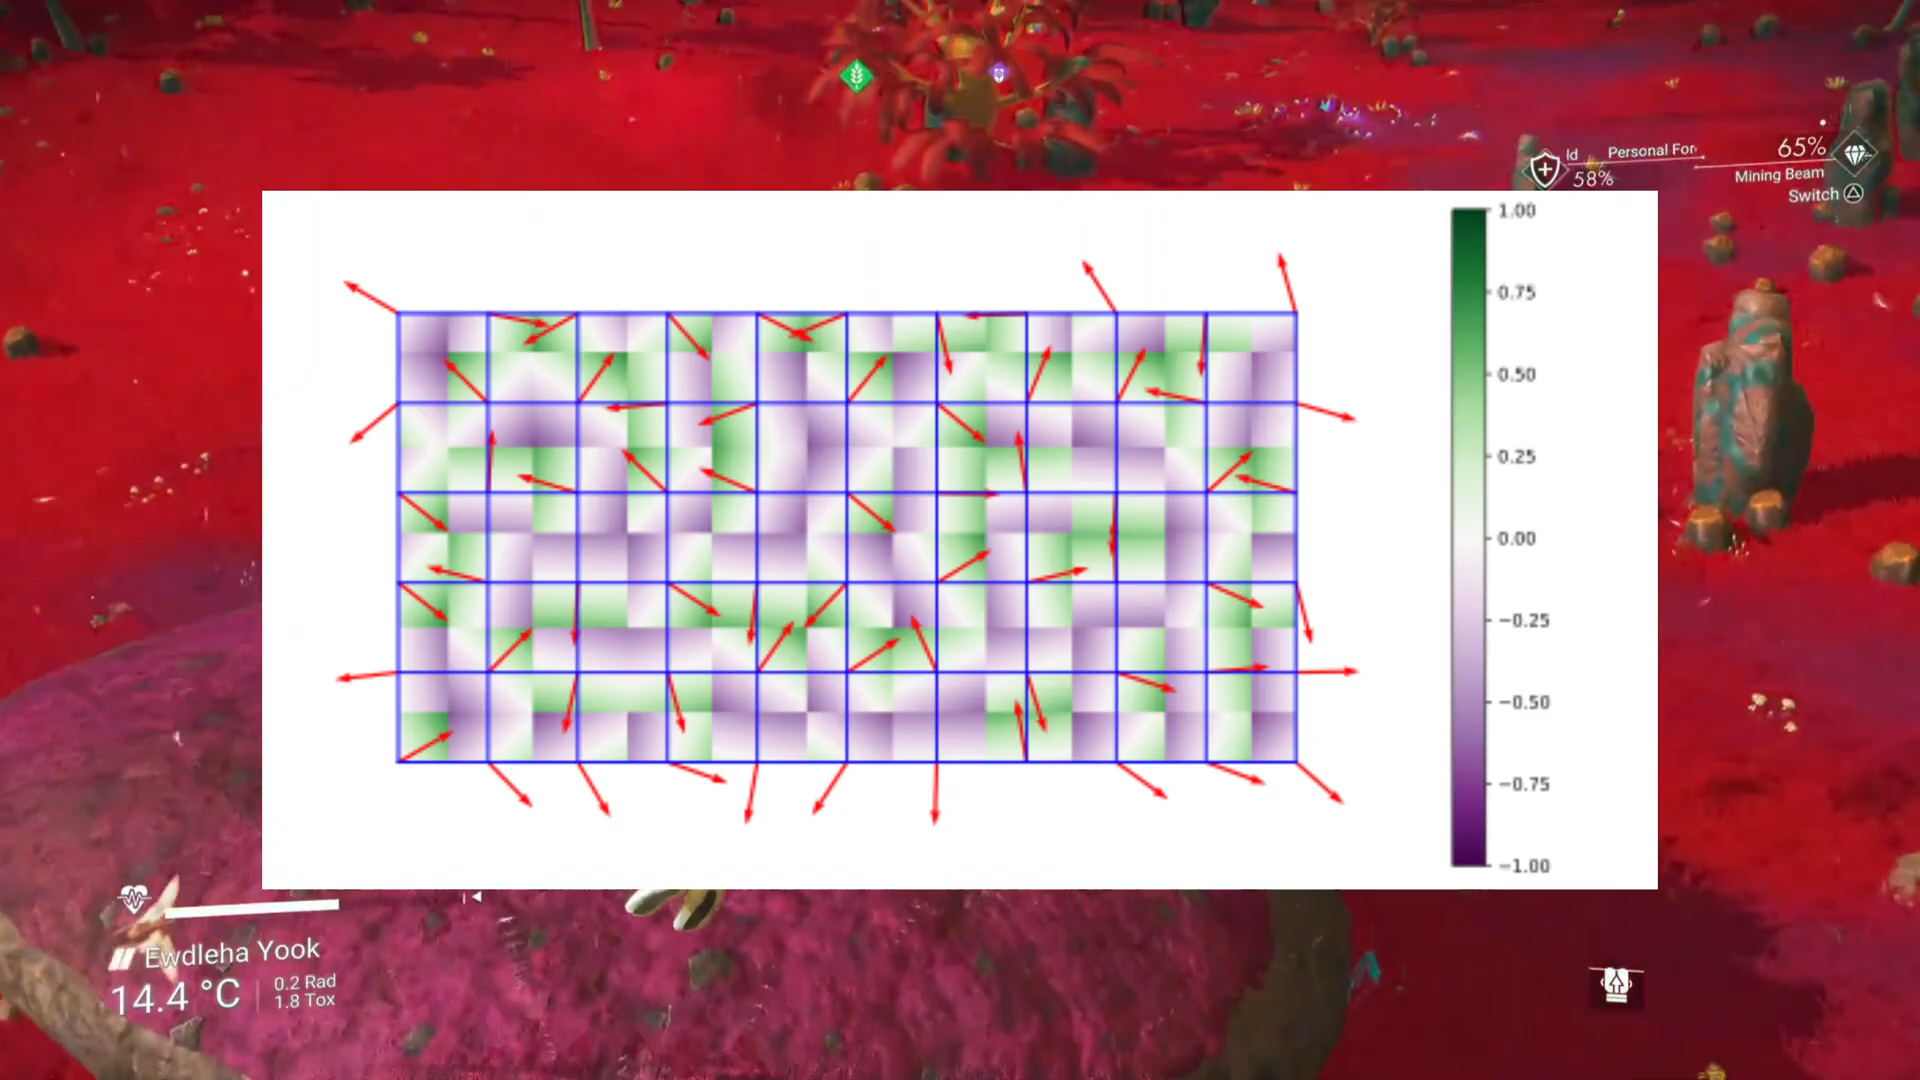 Id Personal For
58%
65%
Mining Beam
Switch
1.00
0.75
0.50
0.25
0.00
−0.25
−0.50
−0.75
−1.00
Ewdleha Yook
14.4 °C
0.2 Rad
1.8 Tox